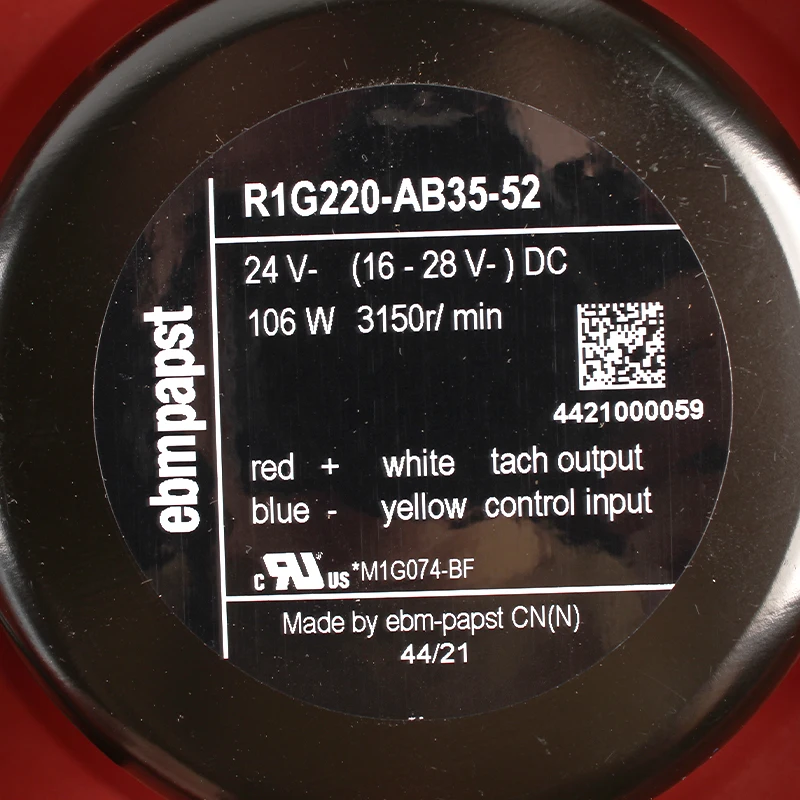 ebmpapst
R1G220-AB35-52
24 V- (16 - 28 V- ) DC
106 W 3150r/ min
4421000059
red + white tach output
blue - yellow control input
c RU US *M1G074-BF
Made by ebm-papst CN(N)
44/21